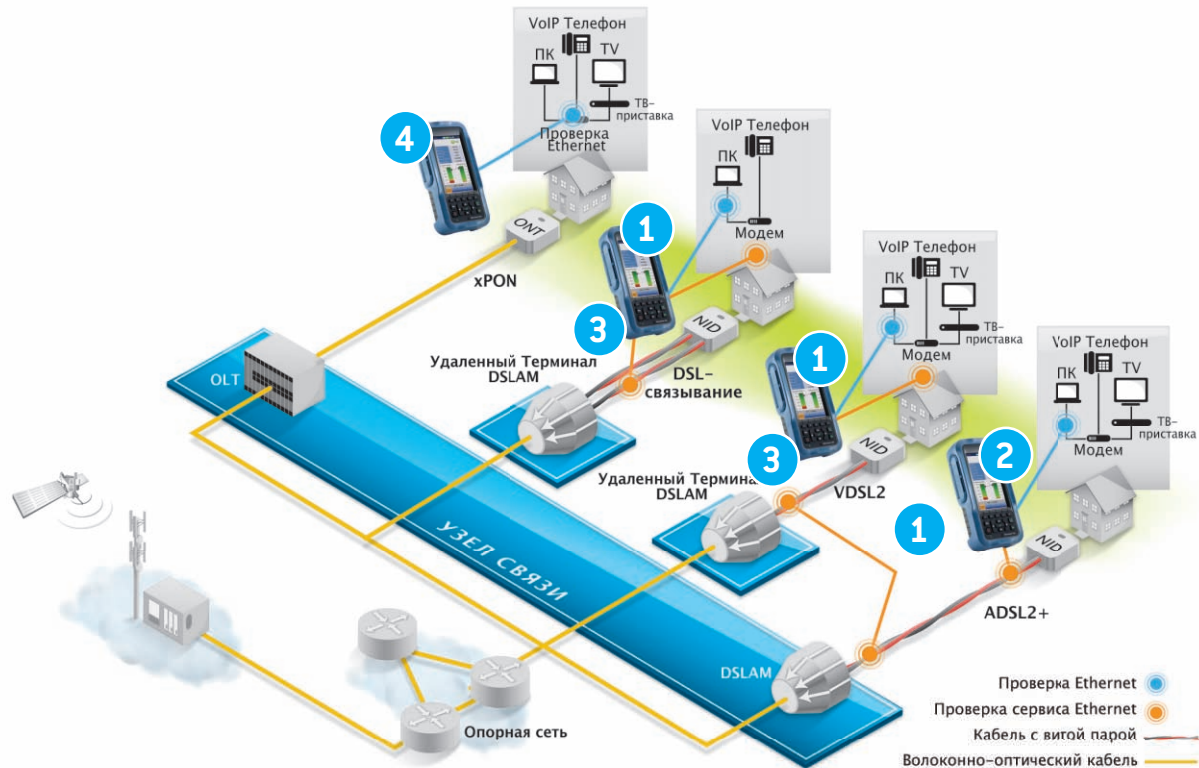 VoIP Телефон
ПК
TV
ТВ-
приставка
Проверка
Ethernet
4
ONT
xPON
VoIP Телефон
ПК
Модем
1
3
NID
Удаленный Терминал
DSLAM
DSL-
связывание
OLT
VoIP Телефон
ПК
TV
ТВ-
приставка
Модем
1
3
NID
Удаленный Терминал
DSLAM
VDSL2
VoIP Телефон
ПК
TV
ТВ-
приставка
Модем
2
1
NID
ADSL2+
УЗЕЛ СВЯЗИ
DSLAM
Опорная сеть
Проверка Ethernet
Проверка сервиса Ethernet
Кабель с витой парой
Волоконно-оптический кабель